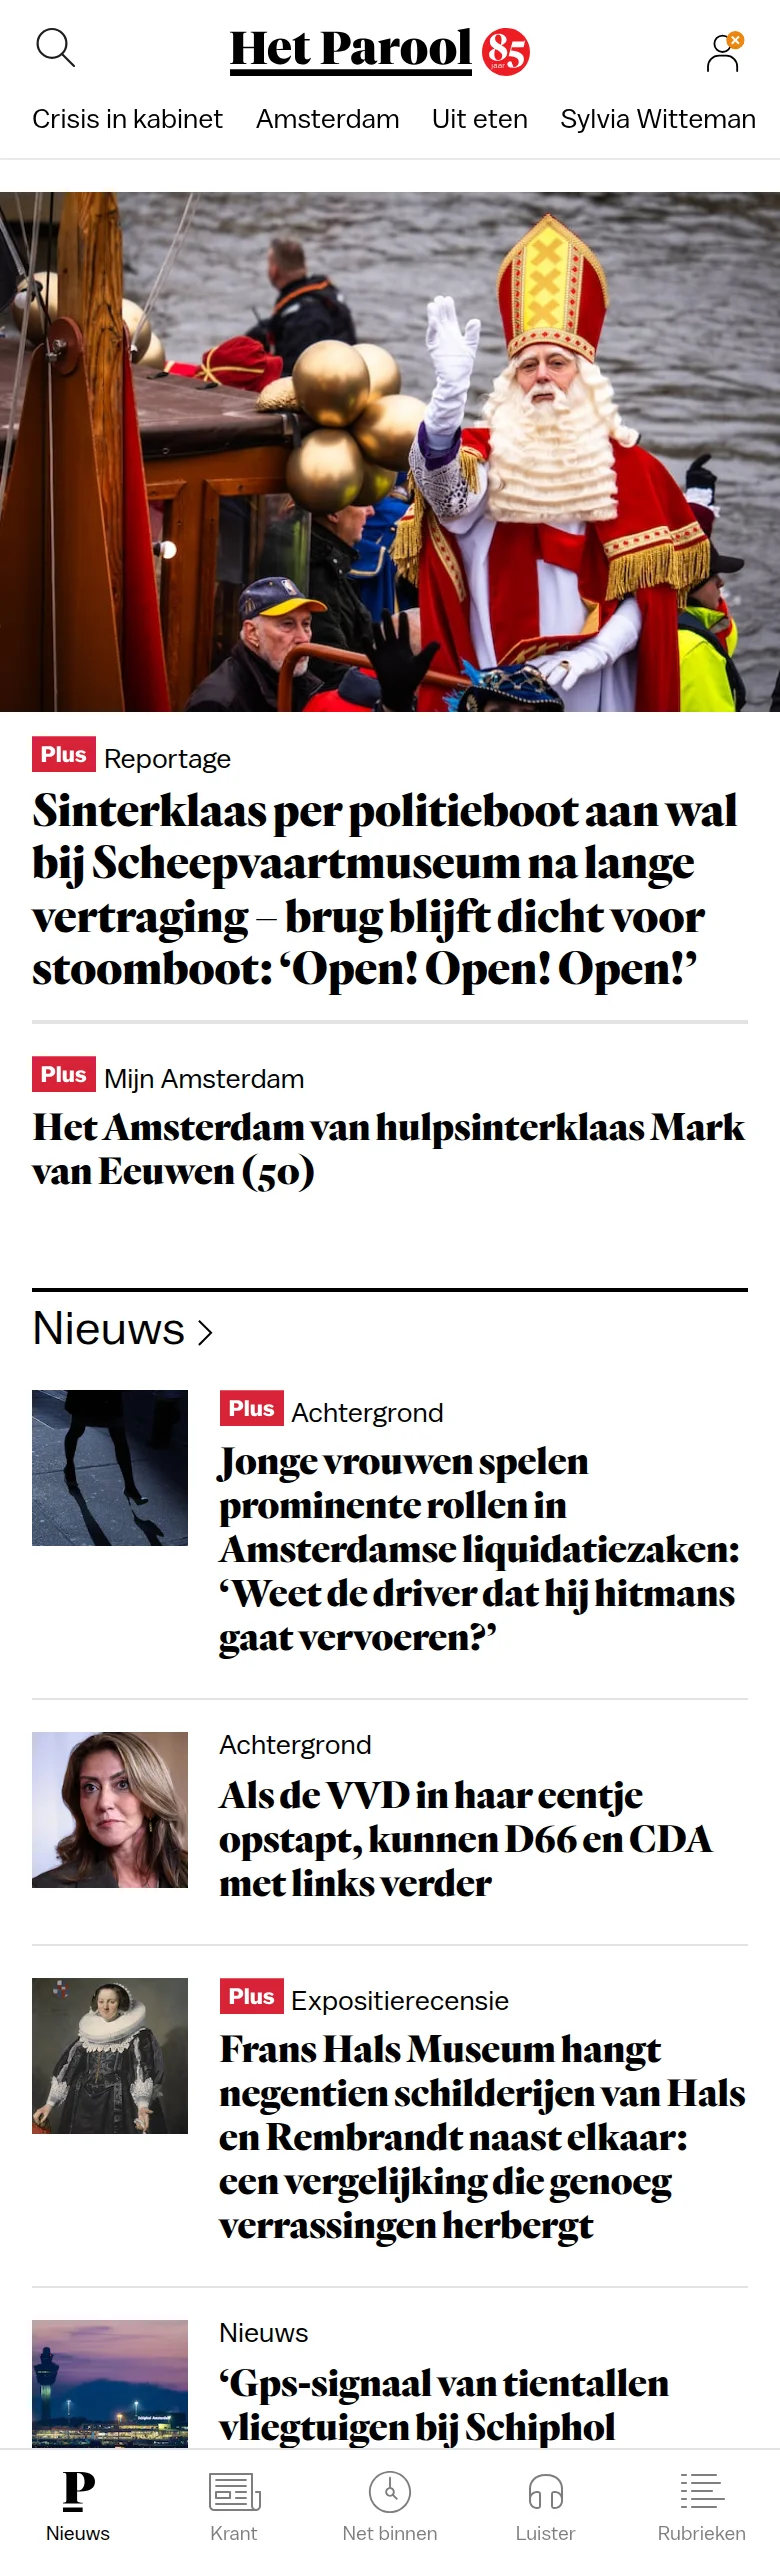 Het Parool 85 jaar
Crisis in kabinet Amsterdam Uit eten Sylvia Witteman
Plus Reportage
Sinterklaas per politieboot aan wal
bij Scheepvaartmuseum na lange
vertraging – brug blijft dicht voor
stoomboot: ‘Open! Open! Open!’
Plus Mijn Amsterdam
Het Amsterdam van hulpsinterklaas Mark
van Eeuwen (50)
Nieuws
Plus Achtergrond
Jonge vrouwen spelen
prominente rollen in
Amsterdamse liquidatiezaken:
‘Weet de driver dat hij hitmans
gaat vervoeren?’
Achtergrond
Als de VVD in haar eentje
opstapt, kunnen D66 en CDA
met links verder
Plus Expositierecensie
Frans Hals Museum hangt
negentien schilderijen van Hals
en Rembrandt naast elkaar:
een vergelijking die genoeg
verrassingen herbergt
Nieuws
‘Gps-signaal van tientallen
vliegtuigen bij Schiphol
P
Nieuws Krant Net binnen Luister Rubrieken